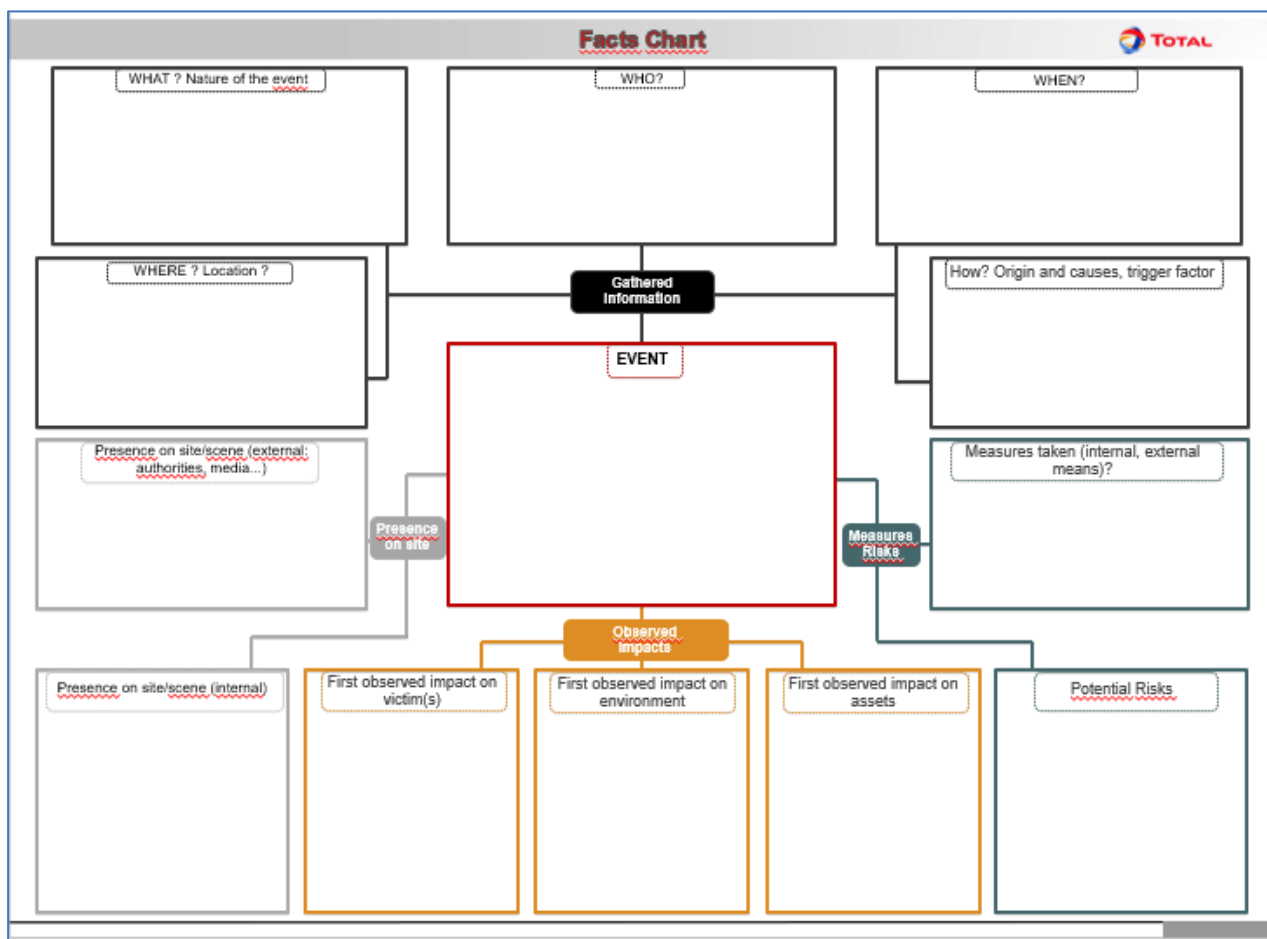 Facts Chart
TOTAL
WHAT ? Nature of the event
WHO?
WHEN?
WHERE ? Location ?
Gathered
Information
How? Origin and causes, trigger factor
EVENT
Presence on site/scene (external:
authorities, media...)
Presence
on site
Measures
Risks
Measures taken (internal, external
means)?
Observed
Impacts
Presence on site/scene (internal)
First observed impact on
victim(s)
First observed impact on
environment
First observed impact on
assets
Potential Risks